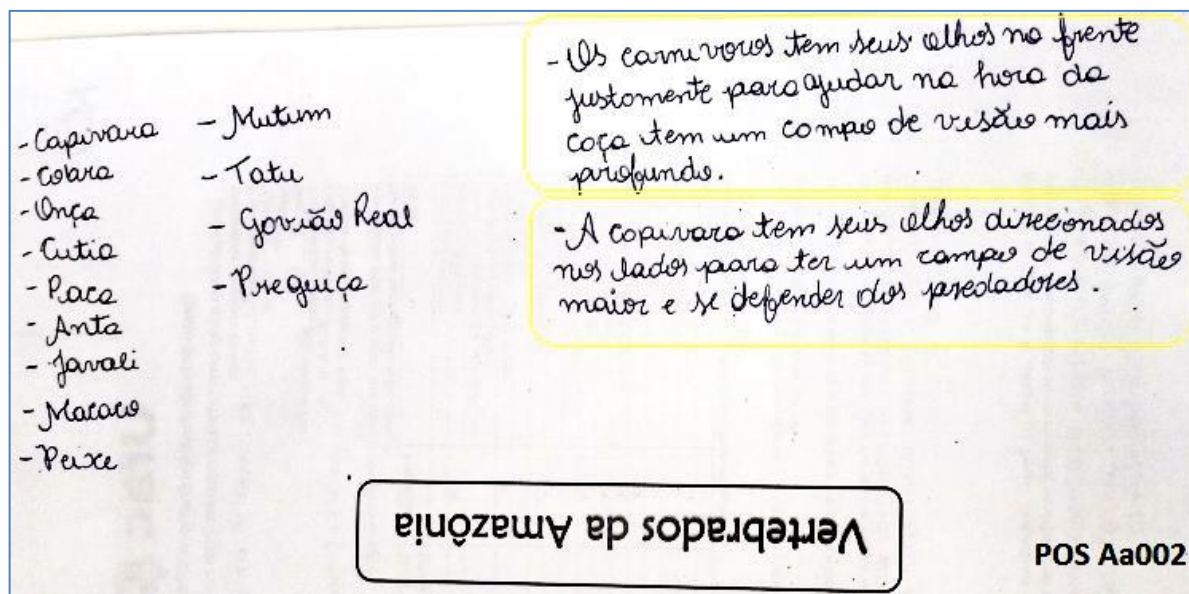 - Capivara
- Cobra
- Onça
- Cutia
- Paca
- Anta
- Javali
- Macaco
- Peixe
- Mutum
- Tatu
- Gavião Real
- Preguiça
- Os carnivoros tem seus olhos na frente
justamente para ajudar na hora da
caça tem um campo de visão mais
profundo.
- A capivara tem seus olhos direcionados
nos lados para ter um campo de visão
maior e se defender dos predadores.
Vertebrados da Amazônia
POS Aa002